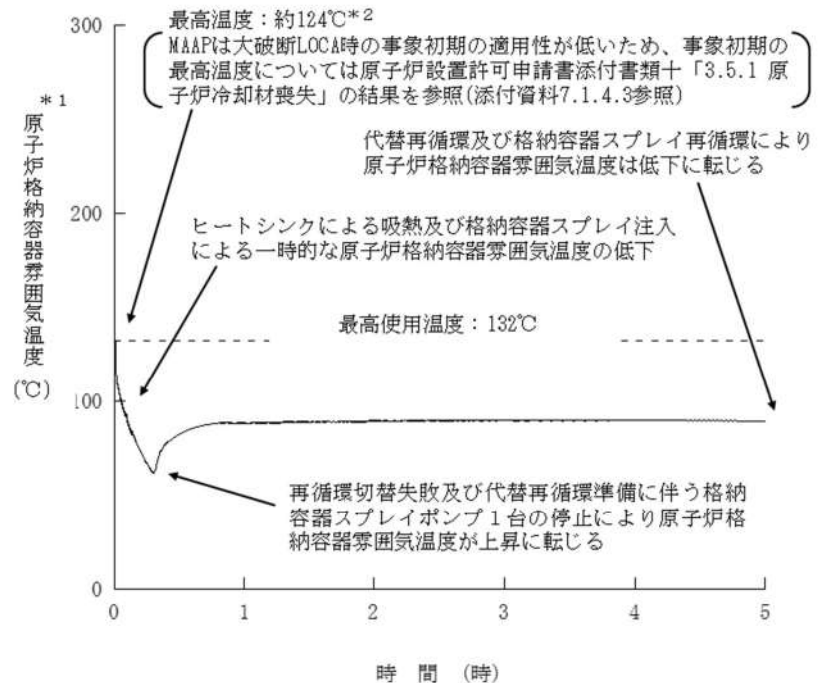 最高温度：約124℃*2
MAAPは大破断LOCA時の事象初期の適用性が低いため、事象初期の
最高温度については原子炉設置許可申請書添付書類十「3.5.1 原
子炉冷却材喪失」の結果を参照(添付資料7.1.4.3参照)
代替再循環及び格納容器スプレイ再循環により
原子炉格納容器雰囲気温度は低下に転じる
ヒートシンクによる吸熱及び格納容器スプレイ注入
による一時的な原子炉格納容器雰囲気温度の低下
最高使用温度：132℃
再循環切替失敗及び代替再循環準備に伴う格納
容器スプレイポンプ１台の停止により原子炉格
納容器雰囲気温度が上昇に転じる
*1
原子炉格納容器雰囲気温度
(℃)
300
200
100
0
0 1 2 3 4 5
時 間 (時)